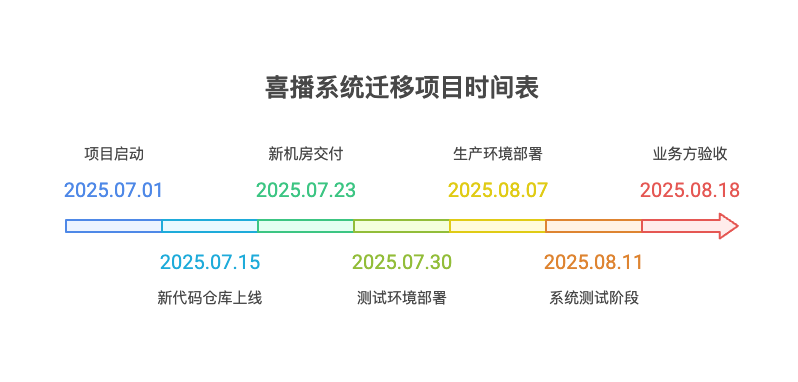 喜播系统迁移项目时间表
项目启动
2025.07.01
新代码仓库上线
2025.07.15
新机房交付
2025.07.23
测试环境部署
2025.07.30
生产环境部署
2025.08.07
系统测试阶段
2025.08.11
业务方验收
2025.08.18